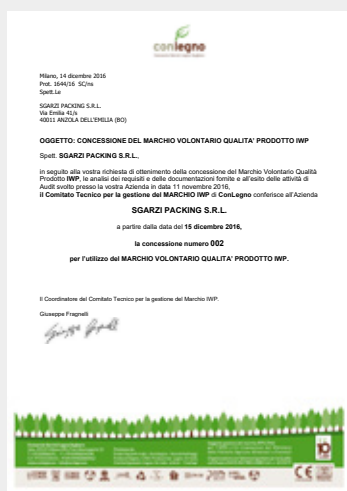 conlegno
Milano, 14 dicembre 2016
Prot. 1644/16 SC/ns
Spett.Le
SGARZI PACKING S.R.L.
Via Emilia 41/s
40011 ANZOLA DELL'EMILIA (BO)
OGGETTO: CONCESSIONE DEL MARCHIO VOLONTARIO QUALITA' PRODOTTO IWP
Spett. SGARZI PACKING S.R.L.,
in seguito alla vostra richiesta di ottenimento della concessione del Marchio Volontario Qualità
Prodotto IWP, le analisi dei requisiti e delle documentazioni fornite e all'esito delle attività di
Audit svolto presso la vostra Azienda in data 11 novembre 2016,
il Comitato Tecnico per la gestione del MARCHIO IWP di ConLegno conferisce all'Azienda
SGARZI PACKING S.R.L.
a partire dalla data del 15 dicembre 2016,
la concessione numero 002
per l'utilizzo del MARCHIO VOLONTARIO QUALITA' PRODOTTO IWP.
Il Coordinatore del Comitato Tecnico per la gestione del Marchio IWP.
Giuseppe Fragnelli
Giuseppe Fragnelli
10
CE